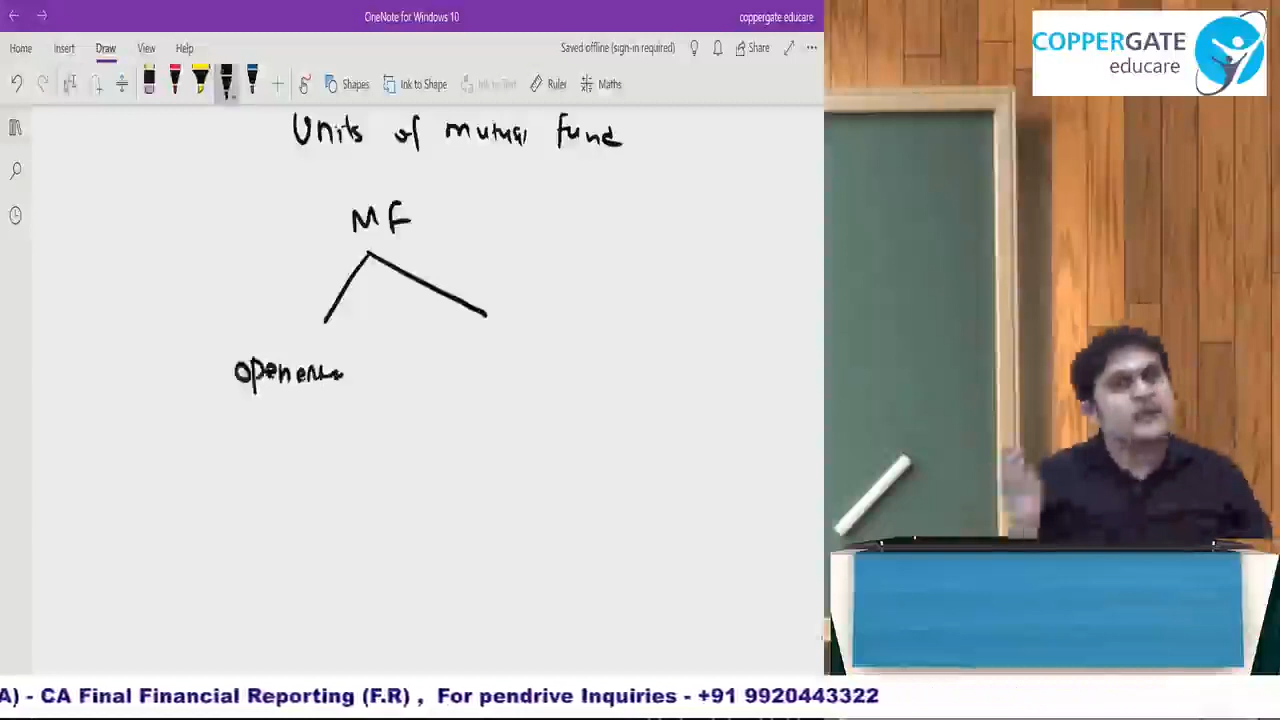 OneNote for Windows 10
coppergate educare
Home Insert Draw View Help
Saved offline (sign-in required)
Share
Shapes
Ink to Shape
Ink to Text
Ruler
Maths
COPPERGATE
educare
Units of mutual fund
MF
A) - CA Final Financial Reporting (F.R) , For pendrive Inquiries - +91 9920443322